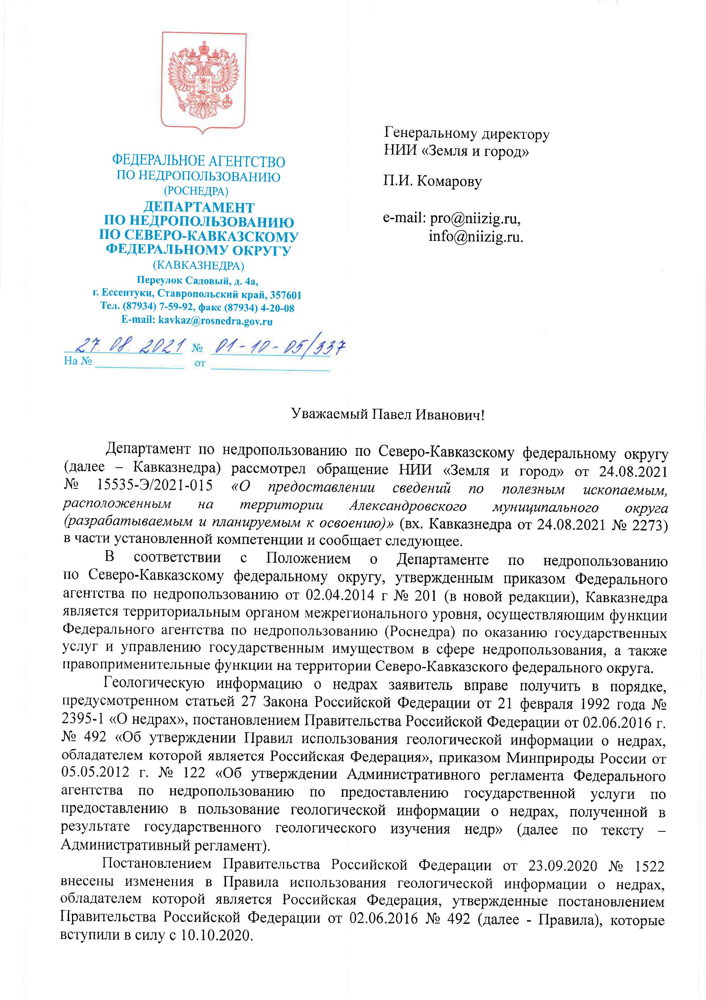 ФЕДЕРАЛЬНОЕ АГЕНТСТВО
ПО НЕДРОПОЛЬЗОВАНИЮ
(РОСНЕДРА)
ДЕПАРТАМЕНТ
ПО НЕДРОПОЛЬЗОВАНИЮ
ПО СЕВЕРО-КАВКАЗСКОМУ
ФЕДЕРАЛЬНОМУ ОКРУГУ
(КАВКАЗНЕДРА)
Переулок Садовый, д. 4а,
г. Ессентуки, Ставропольский край, 357601
Тел. (87934) 7-59-92, факс (87934) 4-20-08
E-mail: kavkaz@rosnedra.gov.ru
27.08.2021 № 01-10-05/337
На № от
Генеральному директору
НИИ «Земля и город»
П.И. Комарову
e-mail: pro@niizig.ru,
info@niizig.ru.
Уважаемый Павел Иванович!
Департамент по недропользованию по Северо-Кавказскому федеральному округу
(далее – Кавказнедра) рассмотрел обращение НИИ «Земля и город» от 24.08.2021
№ 15535-Э/2021-015 «О предоставлении сведений по полезным ископаемым,
расположенным на территории Александровского муниципального округа
(разрабатываемым и планируемым к освоению)» (вх. Кавказнедра от 24.08.2021 № 2273)
в части установленной компетенции и сообщает следующее.
В соответствии с Положением о Департаменте по недропользованию
по Северо-Кавказскому федеральному округу, утвержденным приказом Федерального
агентства по недропользованию от 02.04.2014 г № 201 (в новой редакции), Кавказнедра
является территориальным органом межрегионального уровня, осуществляющим функции
Федерального агентства по недропользованию (Роснедра) по оказанию государственных
услуг и управлению государственным имуществом в сфере недропользования, а также
правоприменительные функции на территории Северо-Кавказского федерального округа.
Геологическую информацию о недрах заявитель вправе получить в порядке,
предусмотренном статьей 27 Закона Российской Федерации от 21 февраля 1992 года №
2395-1 «О недрах», постановлением Правительства Российской Федерации от 02.06.2016 г.
№ 492 «Об утверждении Правил использования геологической информации о недрах,
обладателем которой является Российская Федерация», приказом Минприроды России от
05.05.2012 г. № 122 «Об утверждении Административного регламента Федерального
агентства по недропользованию по предоставлению государственной услуги по
предоставлению в пользование геологической информации о недрах, полученной в
результате государственного геологического изучения недр» (далее по тексту –
Административный регламент).
Постановлением Правительства Российской Федерации от 23.09.2020 № 1522
внесены изменения в Правила использования геологической информации о недрах,
обладателем которой является Российская Федерация, утвержденные постановлением
Правительства Российской Федерации от 02.06.2016 № 492 (далее - Правила), которые
вступили в силу с 10.10.2020.